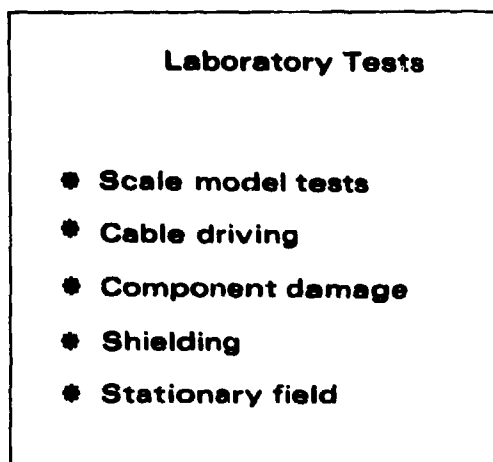 Laboratory Tests
* Scale model tests
* Cable driving
* Component damage
* Shielding
* Stationary field